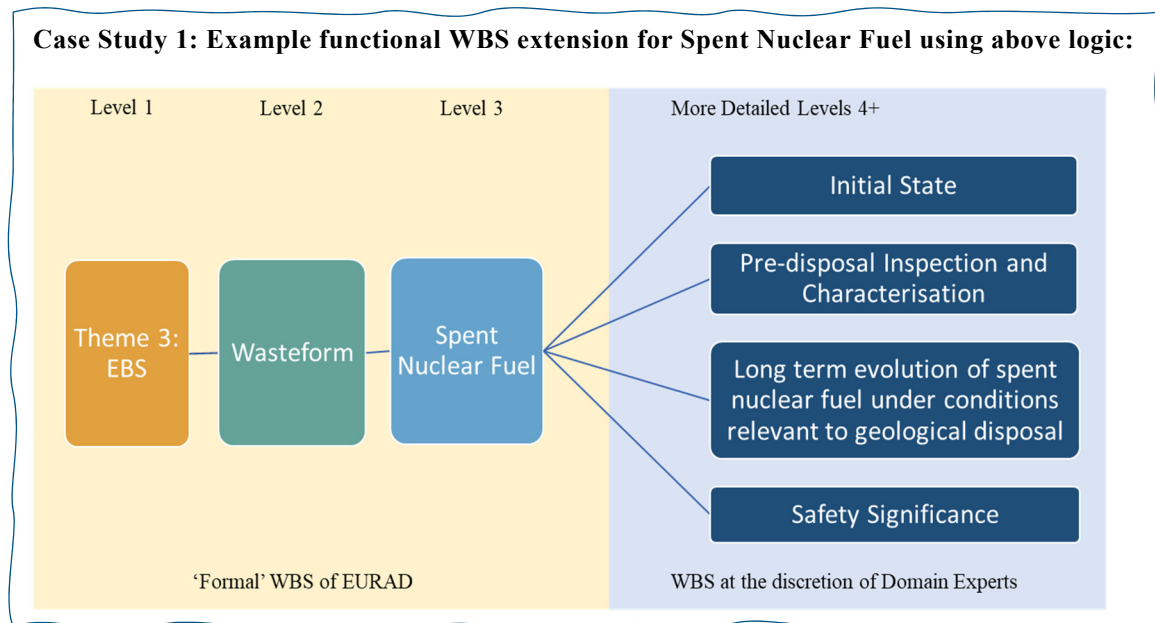 Case Study 1: Example functional WBS extension for Spent Nuclear Fuel using above logic:
Level 1
Level 2
Level 3
More Detailed Levels 4+
Theme 3:
EBS
Wasteform
Spent
Nuclear Fuel
Initial State
Pre-disposal Inspection and
Characterisation
Long term evolution of spent
nuclear fuel under conditions
relevant to geological disposal
Safety Significance
‘Formal’ WBS of EURAD
WBS at the discretion of Domain Experts